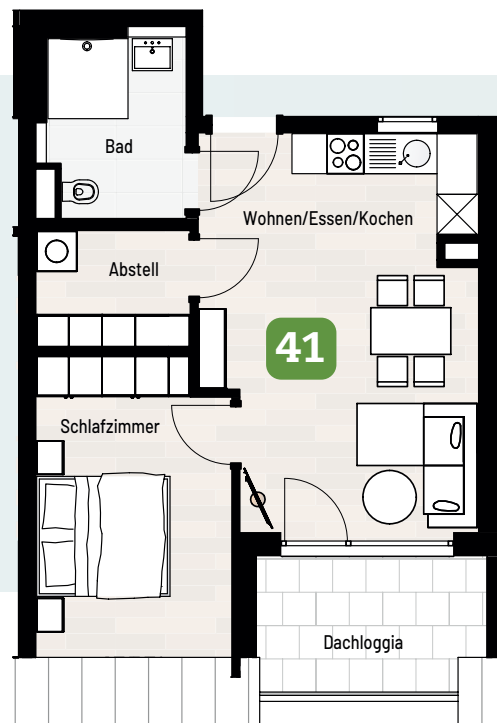 Bad
Wohnen/Essen/Kochen
Abstell
41
Schlafzimmer
Dachloggia